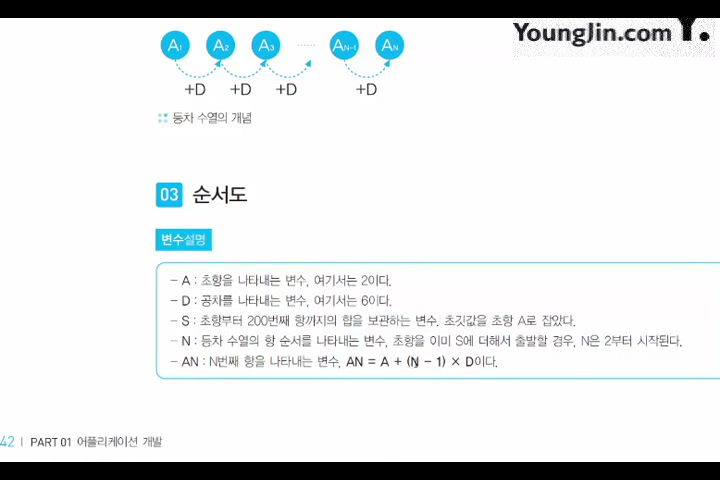 YoungJin.com Y.
A1 A2 A3 ...... AN-1 AN
+D +D +D +D
등차 수열의 개념
03 순서도
변수설명
– A : 초항을 나타내는 변수, 여기서는 2이다.
– D : 공차를 나타내는 변수, 여기서는 6이다.
– S : 초항부터 200번째 항까지의 합을 보관하는 변수. 초깃값을 초항 A로 잡았다.
– N : 등차 수열의 항 순서를 나타내는 변수, 초항을 이미 S에 더해서 출발할 경우, N은 2부터 시작된다.
– AN : N번째 항을 나타내는 변수, AN = A + (N – 1) × D이다.
42 | PART 01 어플리케이션 개발